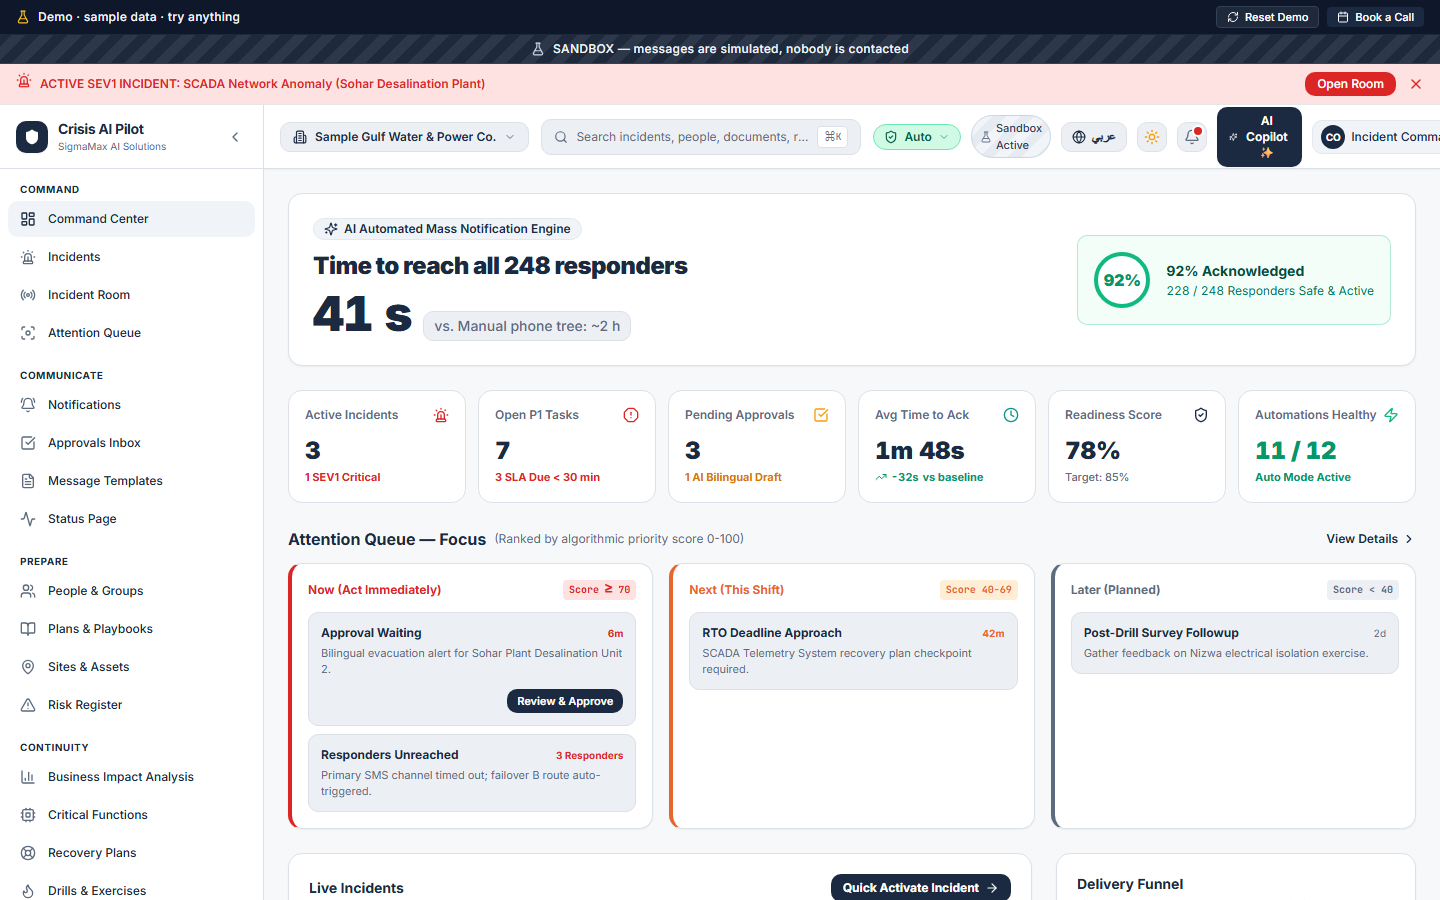 Demo · sample data · try anything
Reset Demo
Book a Call
SANDBOX — messages are simulated, nobody is contacted
ACTIVE SEV1 INCIDENT: SCADA Network Anomaly (Sohar Desalination Plant)
Open Room
Crisis AI Pilot
SigmaMax AI Solutions
Sample Gulf Water & Power Co.
Search incidents, people, documents, r...
⌘K
Auto
Sandbox
Active
عربي
AI
Copilot
✨
CO
Incident Comma
COMMAND
Command Center
Incidents
Incident Room
Attention Queue
COMMUNICATE
Notifications
Approvals Inbox
Message Templates
Status Page
PREPARE
People & Groups
Plans & Playbooks
Sites & Assets
Risk Register
CONTINUITY
Business Impact Analysis
Critical Functions
Recovery Plans
Drills & Exercises
AI Automated Mass Notification Engine
Time to reach all 248 responders
41 s
vs. Manual phone tree: ~2 h
92%
92% Acknowledged
228 / 248 Responders Safe & Active
Active Incidents
3
1 SEV1 Critical
Open P1 Tasks
7
3 SLA Due < 30 min
Pending Approvals
3
1 AI Bilingual Draft
Avg Time to Ack
1m 48s
-32s vs baseline
Readiness Score
78%
Target: 85%
Automations Healthy
11 / 12
Auto Mode Active
Attention Queue — Focus
(Ranked by algorithmic priority score 0-100)
View Details
Now (Act Immediately)
Score ≥ 70
Approval Waiting
6m
Bilingual evacuation alert for Sohar Plant Desalination Unit
2.
Review & Approve
Responders Unreached
3 Responders
Primary SMS channel timed out; failover B route auto-
triggered.
Next (This Shift)
Score 40-69
RTO Deadline Approach
42m
SCADA Telemetry System recovery plan checkpoint
required.
Later (Planned)
Score < 40
Post-Drill Survey Followup
2d
Gather feedback on Nizwa electrical isolation exercise.
Live Incidents
Quick Activate Incident
Delivery Funnel